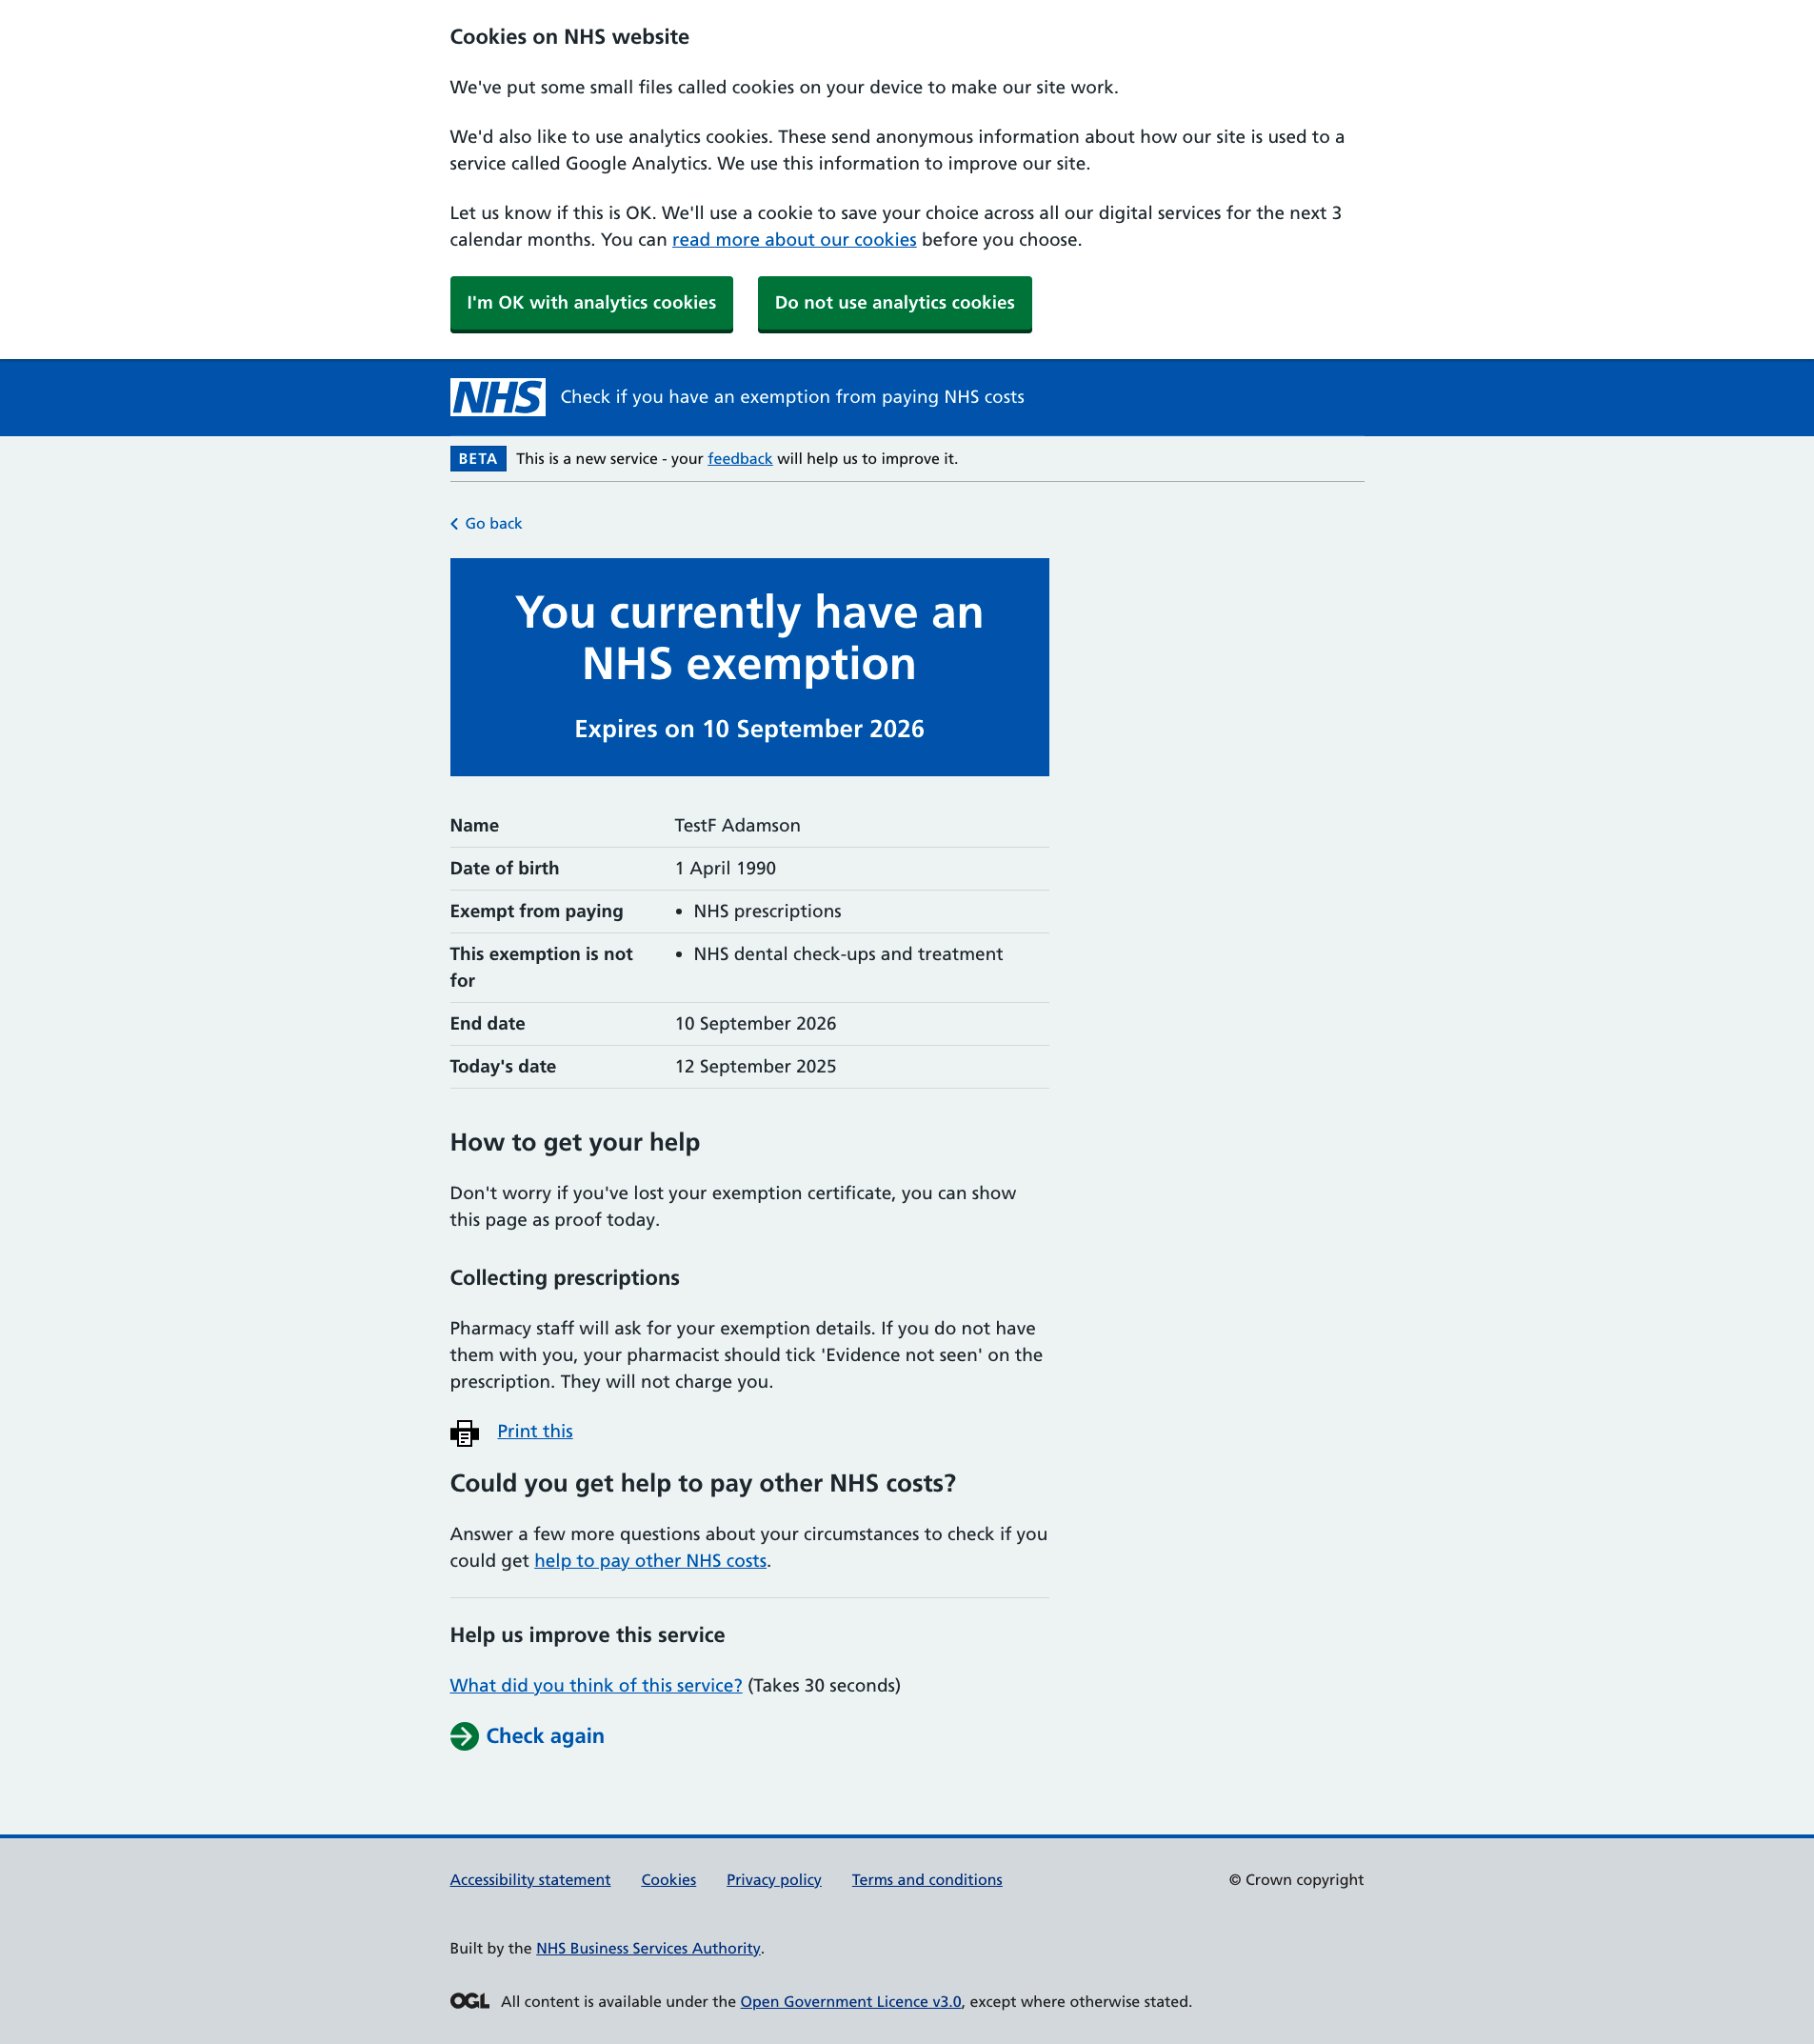 Cookies on NHS website
We've put some small files called cookies on your device to make our site work.
We'd also like to use analytics cookies. These send anonymous information about how our site is used to a
service called Google Analytics. We use this information to improve our site.
Let us know if this is OK. We'll use a cookie to save your choice across all our digital services for the next 3
calendar months. You can read more about our cookies before you choose.
I'm OK with analytics cookies
Do not use analytics cookies
NHS Check if you have an exemption from paying NHS costs
BETA This is a new service - your feedback will help us to improve it.
Go back
You currently have an
NHS exemption
Expires on 10 September 2026
Name TestF Adamson
Date of birth 1 April 1990
Exempt from paying • NHS prescriptions
This exemption is not • NHS dental check-ups and treatment
for
End date 10 September 2026
Today's date 12 September 2025
How to get your help
Don't worry if you've lost your exemption certificate, you can show
this page as proof today.
Collecting prescriptions
Pharmacy staff will ask for your exemption details. If you do not have
them with you, your pharmacist should tick 'Evidence not seen' on the
prescription. They will not charge you.
Print this
Could you get help to pay other NHS costs?
Answer a few more questions about your circumstances to check if you
could get help to pay other NHS costs.
Help us improve this service
What did you think of this service? (Takes 30 seconds)
Check again
Accessibility statement Cookies Privacy policy Terms and conditions © Crown copyright
Built by the NHS Business Services Authority.
OGL All content is available under the Open Government Licence v3.0, except where otherwise stated.